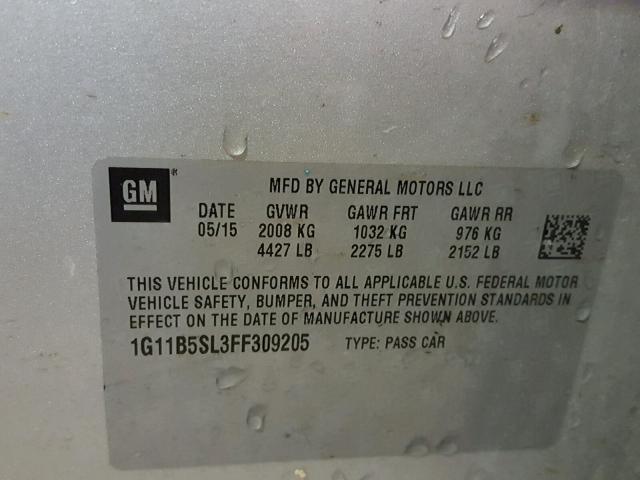 GM
MFD BY GENERAL MOTORS LLC
DATE GVWR GAWR FRT GAWR RR
05/15 2008 KG 1032 KG 976 KG
4427 LB 2275 LB 2152 LB
THIS VEHICLE CONFORMS TO ALL APPLICABLE U.S. FEDERAL MOTOR
VEHICLE SAFETY, BUMPER, AND THEFT PREVENTION STANDARDS IN
EFFECT ON THE DATE OF MANUFACTURE SHOWN ABOVE.
1G11B5SL3FF309205 TYPE: PASS CAR